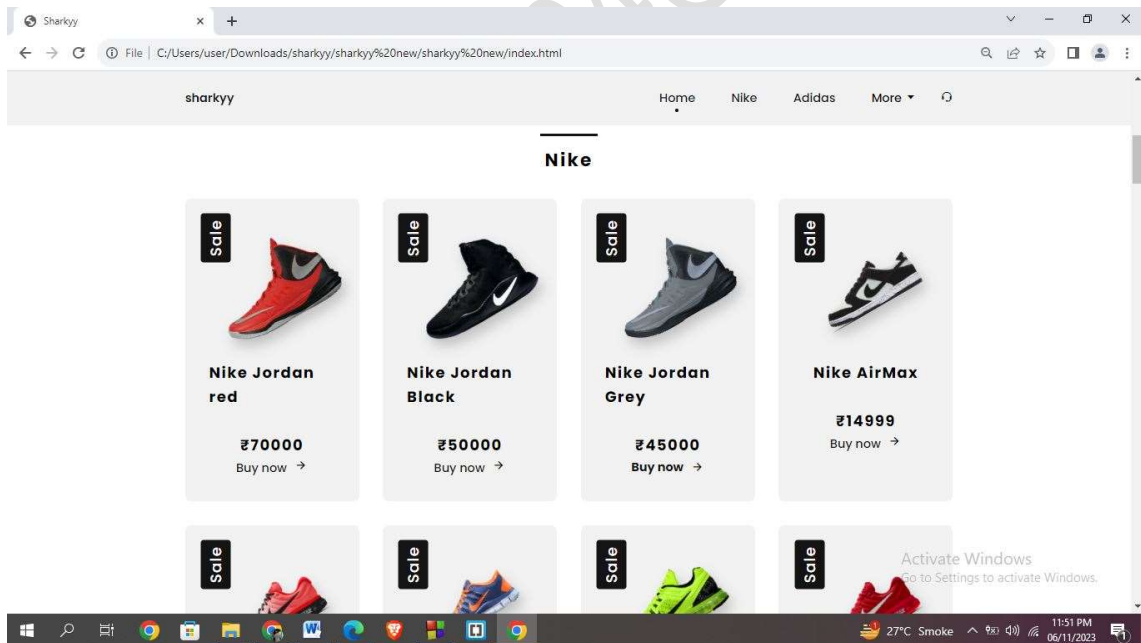 Sharkyy
File | C:/Users/user/Downloads/sharkyy/sharkyy%20new/sharkyy%20new/index.html
sharkyy Home Nike Adidas More
Nike
Sale Sale Sale Sale
Nike Jordan red
Nike Jordan Black
Nike Jordan Grey
Nike AirMax
₹70000 ₹50000 ₹45000 ₹14999
Buy now → Buy now → Buy now → Buy now →
Sale Sale Sale Sale
Activate Windows
Go to Settings to activate Windows.
27°C Smoke
11:51 PM
06/11/2023